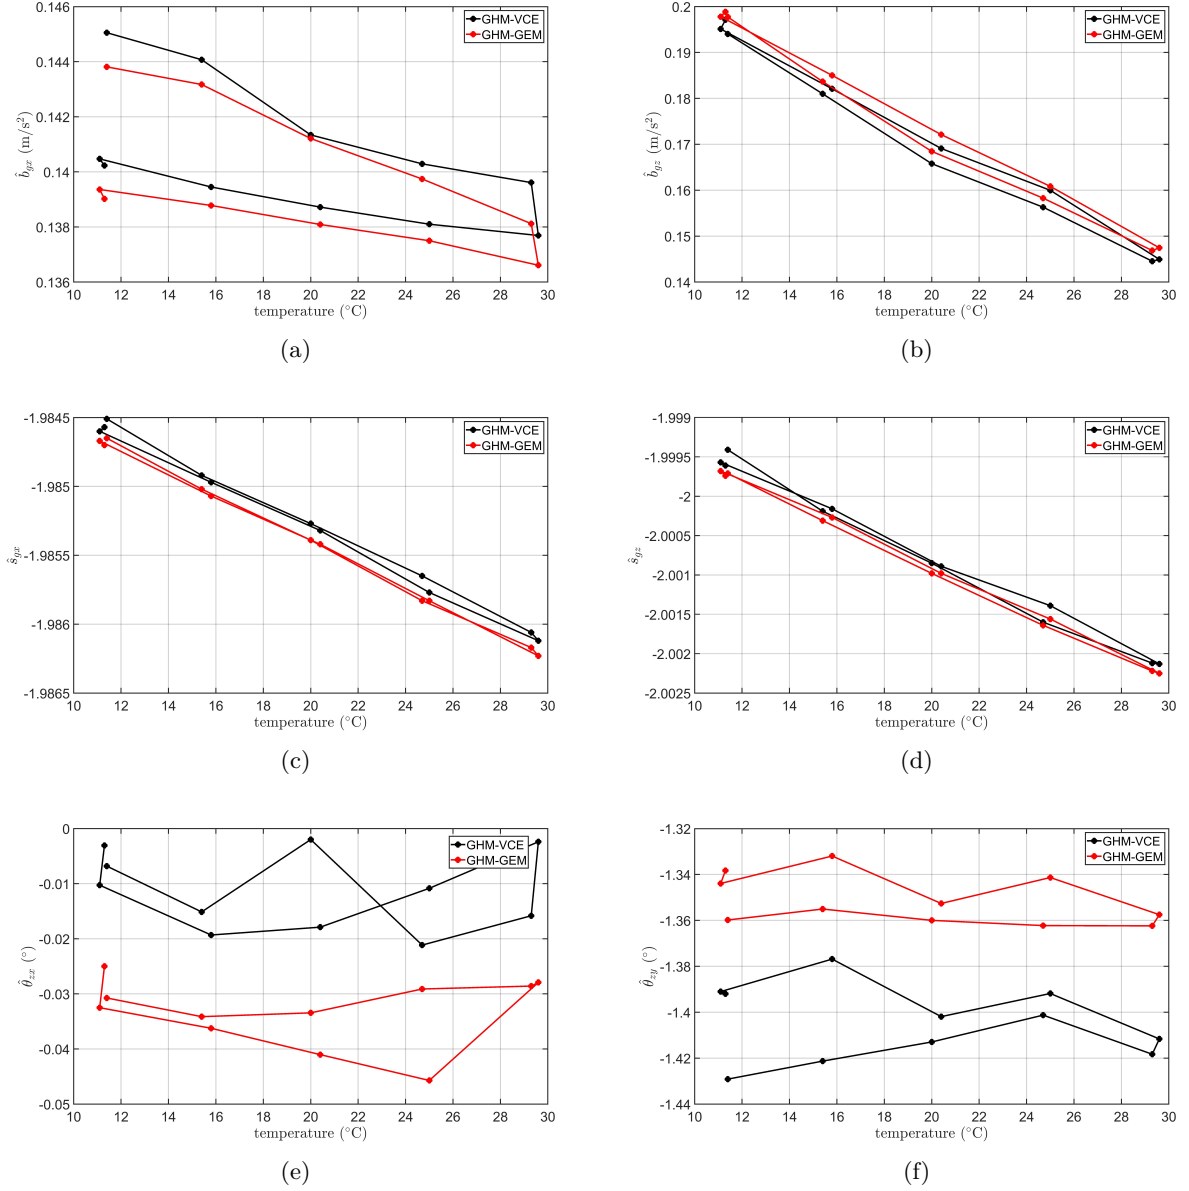 0.146
0.144
0.142
0.14
0.138
0.136
b̂gx (m/s²)
GHM-VCE
GHM-GEM
10 12 14 16 18 20 22 24 26 28 30
temperature (°C)
(a)
0.2
0.19
0.18
0.17
0.16
0.15
0.14
b̂gz (m/s²)
GHM-VCE
GHM-GEM
10 12 14 16 18 20 22 24 26 28 30
temperature (°C)
(b)
-1.9845
-1.985
-1.9855
-1.986
-1.9865
ŝgx
GHM-VCE
GHM-GEM
10 12 14 16 18 20 22 24 26 28 30
temperature (°C)
(c)
-1.999
-1.9995
-2
-2.0005
-2.001
-2.0015
-2.002
-2.0025
ŝgz
GHM-VCE
GHM-GEM
10 12 14 16 18 20 22 24 26 28 30
temperature (°C)
(d)
0
-0.01
-0.02
-0.03
-0.04
-0.05
θ̂zx (°)
GHM-VCE
GHM-GEM
10 12 14 16 18 20 22 24 26 28 30
temperature (°C)
(e)
-1.32
-1.34
-1.36
-1.38
-1.4
-1.42
-1.44
θ̂zy (°)
GHM-VCE
GHM-GEM
10 12 14 16 18 20 22 24 26 28 30
temperature (°C)
(f)